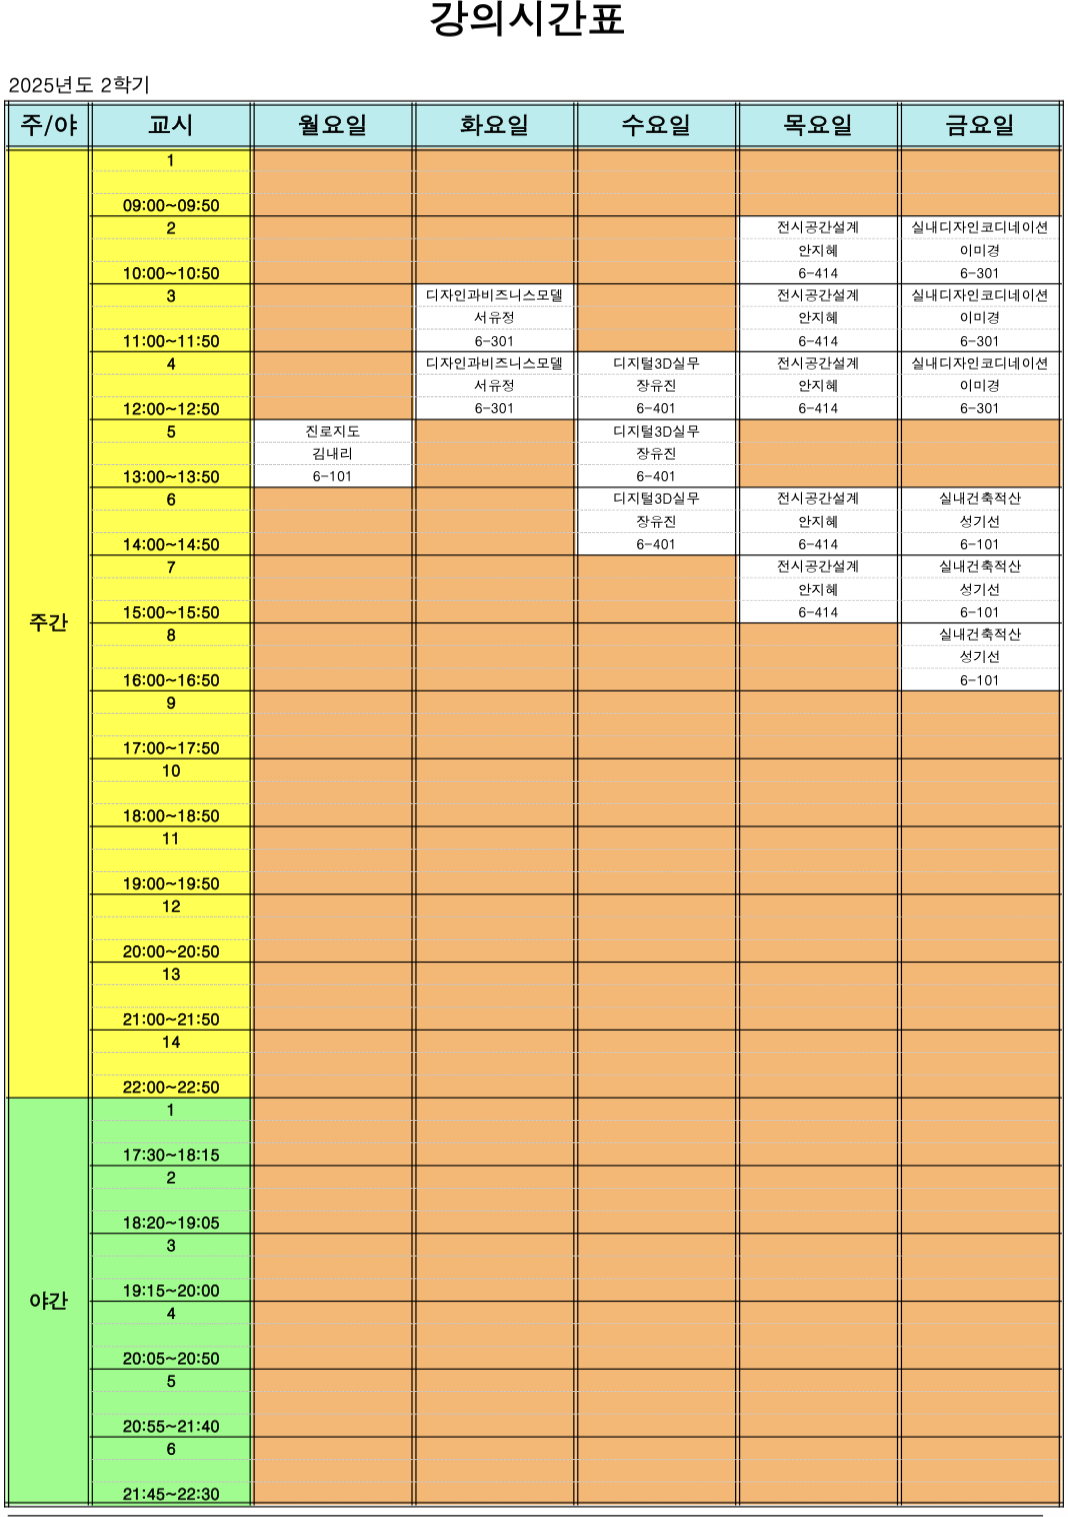 강의시간표
2025년도 2학기
주/야 교시 월요일 화요일 수요일 목요일 금요일
주간
1
09:00~09:50
2 전시공간설계 실내디자인코디네이션
안지혜 이미경
10:00~10:50 6-414 6-301
3 디자인과비즈니스모델 전시공간설계 실내디자인코디네이션
서유정 안지혜 이미경
11:00~11:50 6-301 6-414 6-301
4 디자인과비즈니스모델 디지털3D실무 전시공간설계 실내디자인코디네이션
서유정 장유진 안지혜 이미경
12:00~12:50 6-301 6-401 6-414 6-301
5 진로지도 디지털3D실무
김내리 장유진
13:00~13:50 6-101 6-401
6 디지털3D실무 전시공간설계 실내건축적산
장유진 안지혜 성기선
14:00~14:50 6-401 6-414 6-101
7 전시공간설계 실내건축적산
안지혜 성기선
15:00~15:50 6-414 6-101
8 실내건축적산
성기선
16:00~16:50 6-101
9
17:00~17:50
10
18:00~18:50
11
19:00~19:50
12
20:00~20:50
13
21:00~21:50
14
22:00~22:50
야간
1
17:30~18:15
2
18:20~19:05
3
19:15~20:00
4
20:05~20:50
5
20:55~21:40
6
21:45~22:30